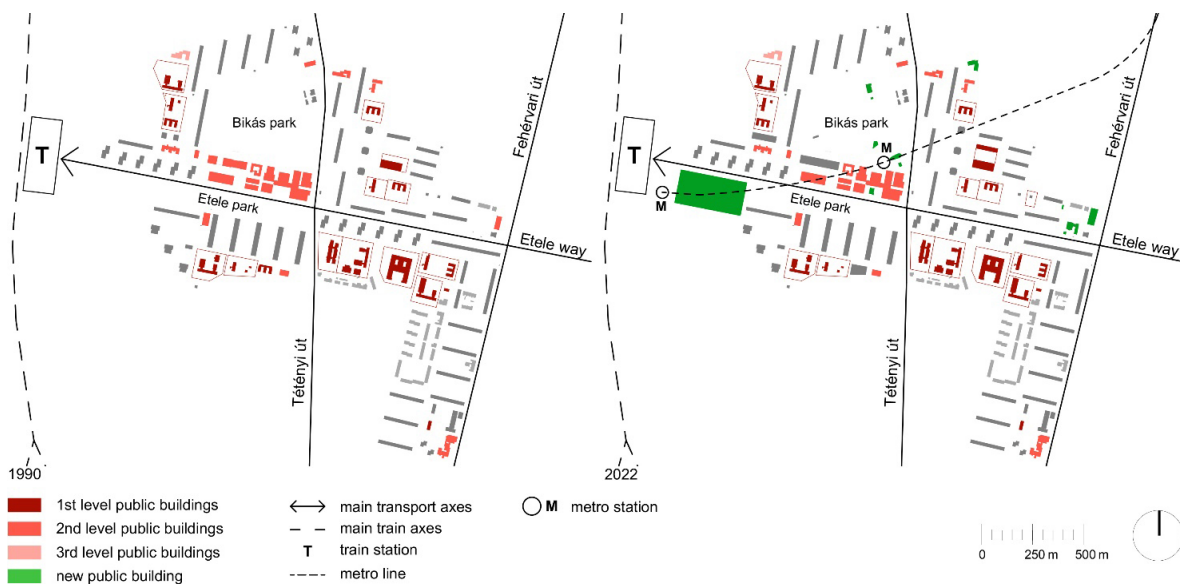 T
Bikás park
Etele park
Tétényi út
Fehérvari út
Etele way
1990
T
M
Bikás park
M
Etele park
Tétényi út
Fehérvari út
Etele way
2022
1st level public buildings
2nd level public buildings
3rd level public buildings
new public building
main transport axes
main train axes
T train station
metro line
M metro station
0 250 m 500 m